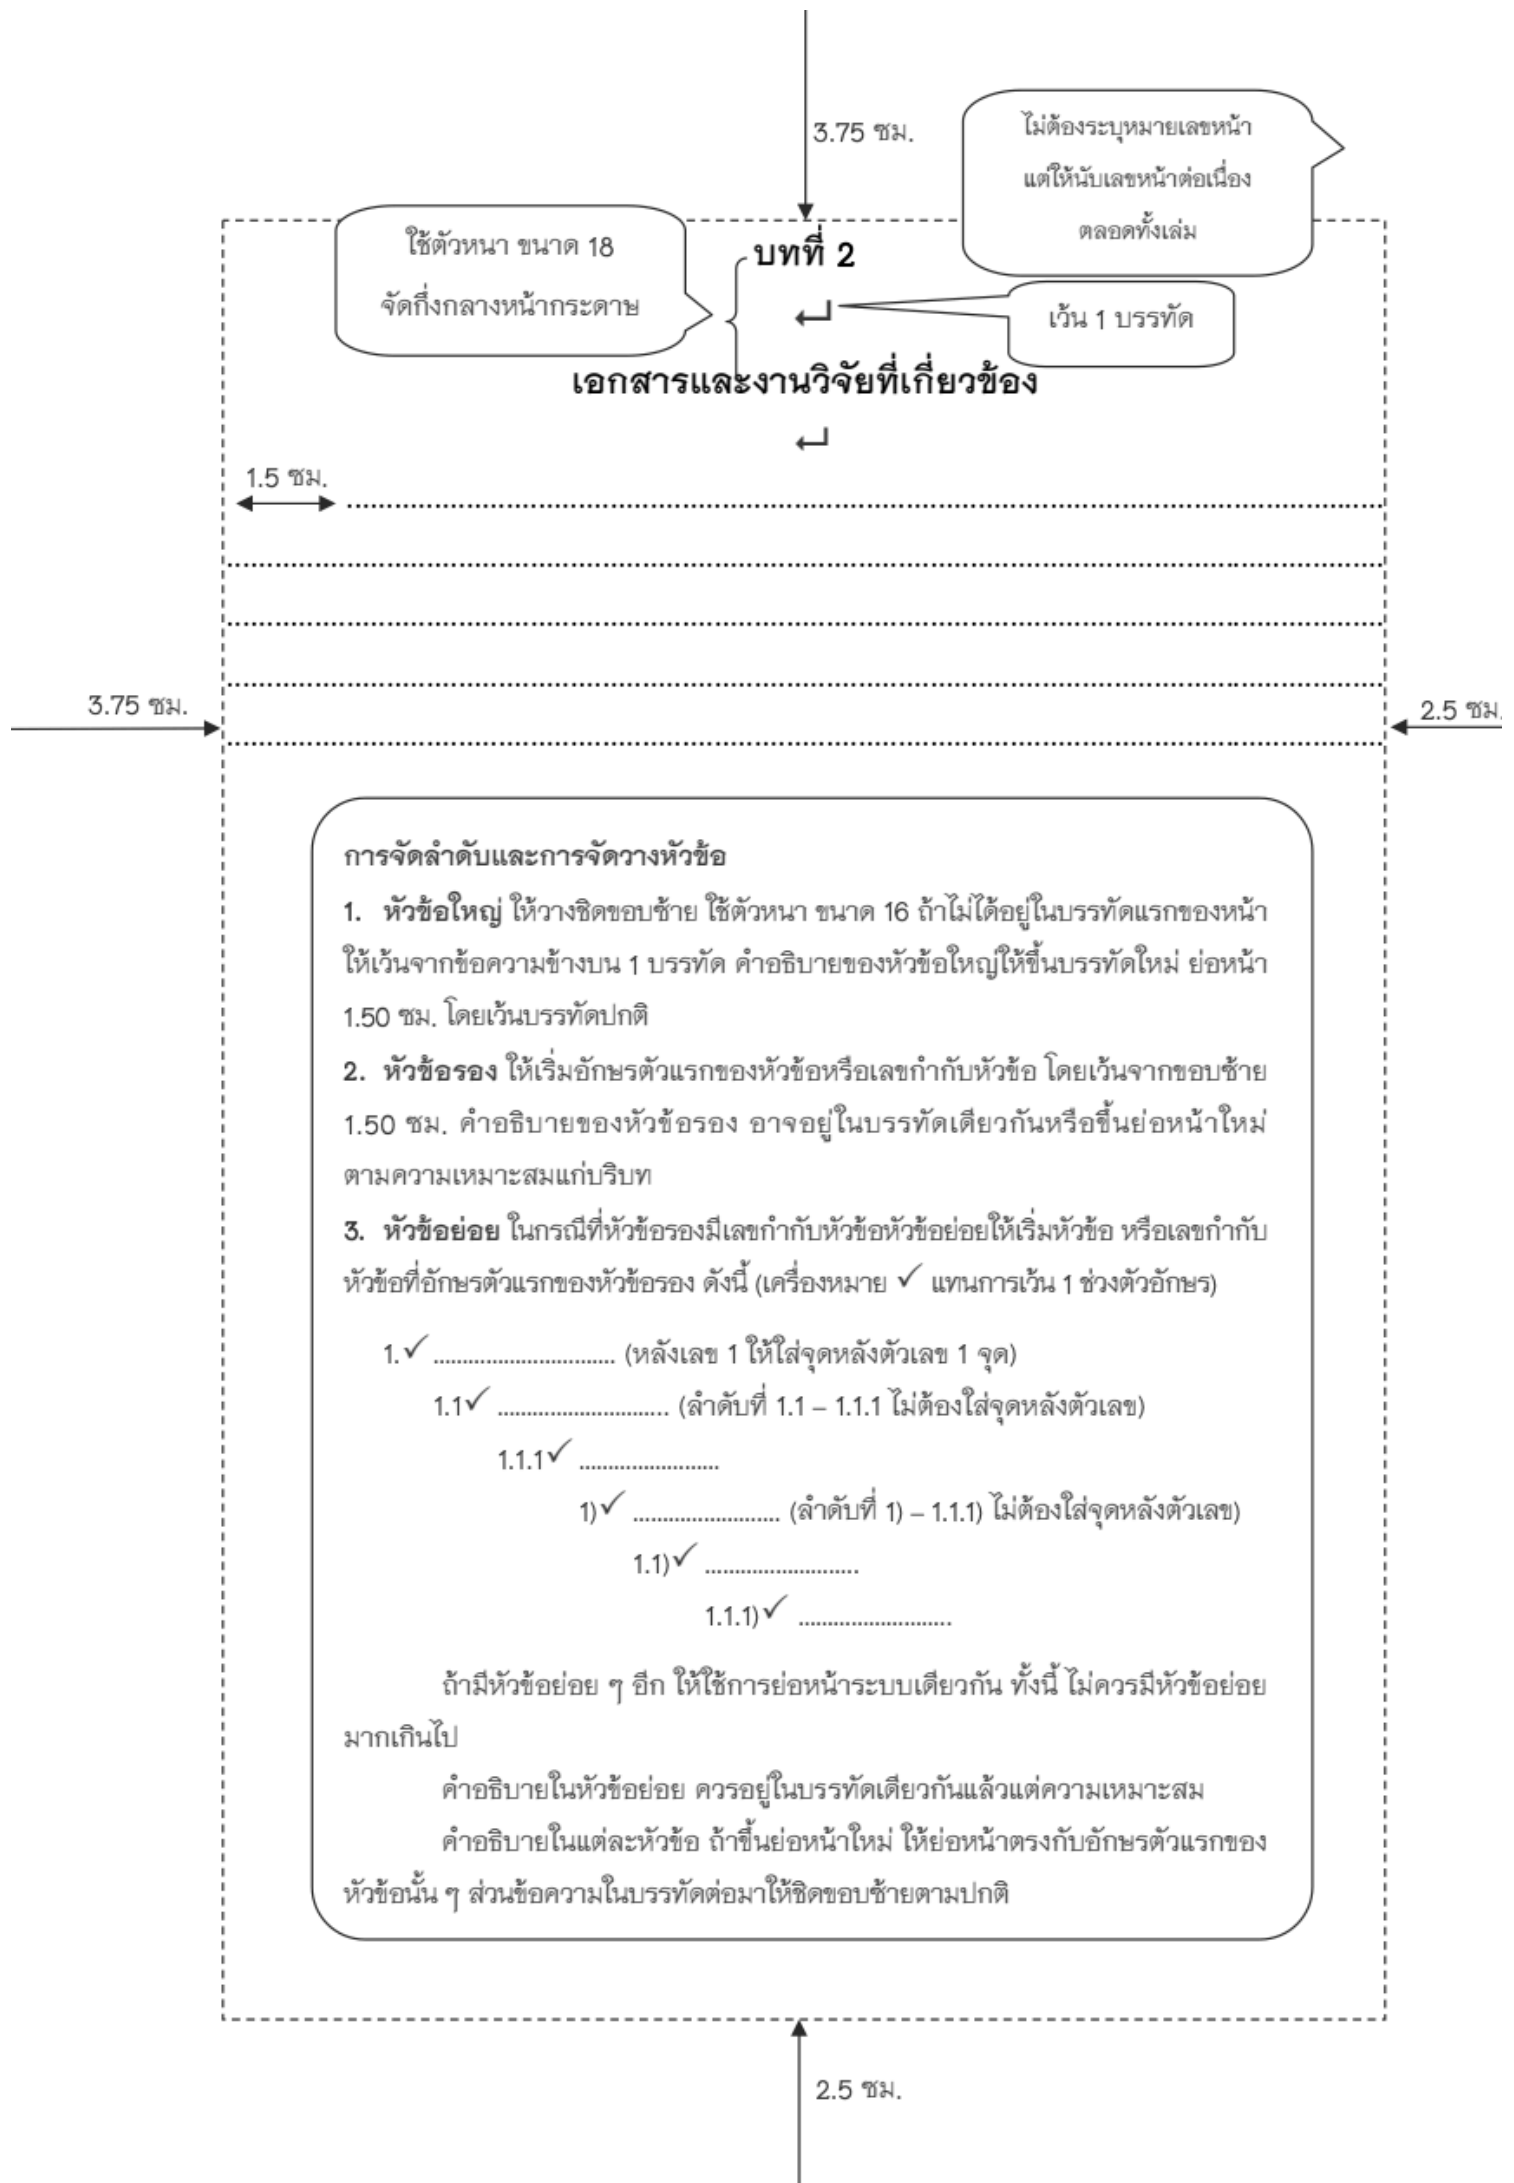 3.75 ซม.
ไม่ต้องระบุหมายเลขหน้า
แต่ให้นับเลขหน้าต่อเนื่อง
ตลอดทั้งเล่ม
ใช้ตัวหนา ขนาด 18
จัดกึ่งกลางหน้ากระดาษ
บทที่ 2
เว้น 1 บรรทัด
เอกสารและงานวิจัยที่เกี่ยวข้อง
1.5 ซม.
................................................................
................................................................
................................................................
................................................................
3.75 ซม.
2.5 ซม.
................................................................
การจัดลำดับและการจัดวางหัวข้อ
1. หัวข้อใหญ่ ให้วางชิดขอบซ้าย ใช้ตัวหนา ขนาด 16 ถ้าไม่ได้อยู่ในบรรทัดแรกของหน้า
ให้เว้นจากข้อความข้างบน 1 บรรทัด คำอธิบายของหัวข้อใหญ่ให้ขึ้นบรรทัดใหม่ ย่อหน้า
1.50 ซม. โดยเว้นบรรทัดปกติ
2. หัวข้อรอง ให้เริ่มอักษรตัวแรกของหัวข้อหรือเลขกำกับหัวข้อ โดยเว้นจากขอบซ้าย
1.50 ซม. คำอธิบายของหัวข้อรอง อาจอยู่ในบรรทัดเดียวกันหรือขึ้นย่อหน้าใหม่
ตามความเหมาะสมแก่บริบท
3. หัวข้อย่อย ในกรณีที่หัวข้อรองมีเลขกำกับหัวข้อหัวข้อย่อยให้เริ่มหัวข้อ หรือเลขกำกับ
หัวข้อที่อักษรตัวแรกของหัวข้อรอง ดังนี้ (เครื่องหมาย ✓ แทนการเว้น 1 ช่วงตัวอักษร)
1.✓ ............................... (หลังเลข 1 ให้ใส่จุดหลังตัวเลข 1 จุด)
1.1✓ ............................. (ลำดับที่ 1.1 – 1.1.1 ไม่ต้องใส่จุดหลังตัวเลข)
1.1.1✓ ........................
1)✓ ......................... (ลำดับที่ 1) – 1.1.1) ไม่ต้องใส่จุดหลังตัวเลข)
1.1)✓ ..........................
1.1.1)✓ ..........................
ถ้ามีหัวข้อย่อย ๆ อีก ให้ใช้การย่อหน้าระบบเดียวกัน ทั้งนี้ ไม่ควรมีหัวข้อย่อย
มากเกินไป
คำอธิบายในหัวข้อย่อย ควรอยู่ในบรรทัดเดียวกันแล้วแต่ความเหมาะสม
คำอธิบายในแต่ละหัวข้อ ถ้าขึ้นย่อหน้าใหม่ ให้ย่อหน้าตรงกับอักษรตัวแรกของ
หัวข้อนั้น ๆ ส่วนข้อความในบรรทัดต่อมาให้ชิดขอบซ้ายตามปกติ
2.5 ซม.